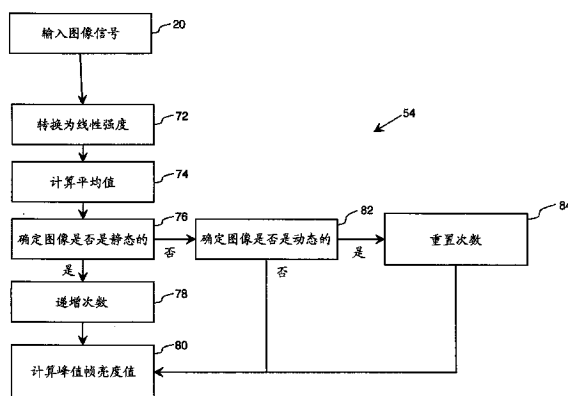 输入图像信号
20
54
转换为线性强度
72
计算平均值
74
确定图像是否是静态的
76
否
确定图像是否是动态的
82
是
重置次数
84
是
否
递增次数
78
计算峰值帧亮度值
80